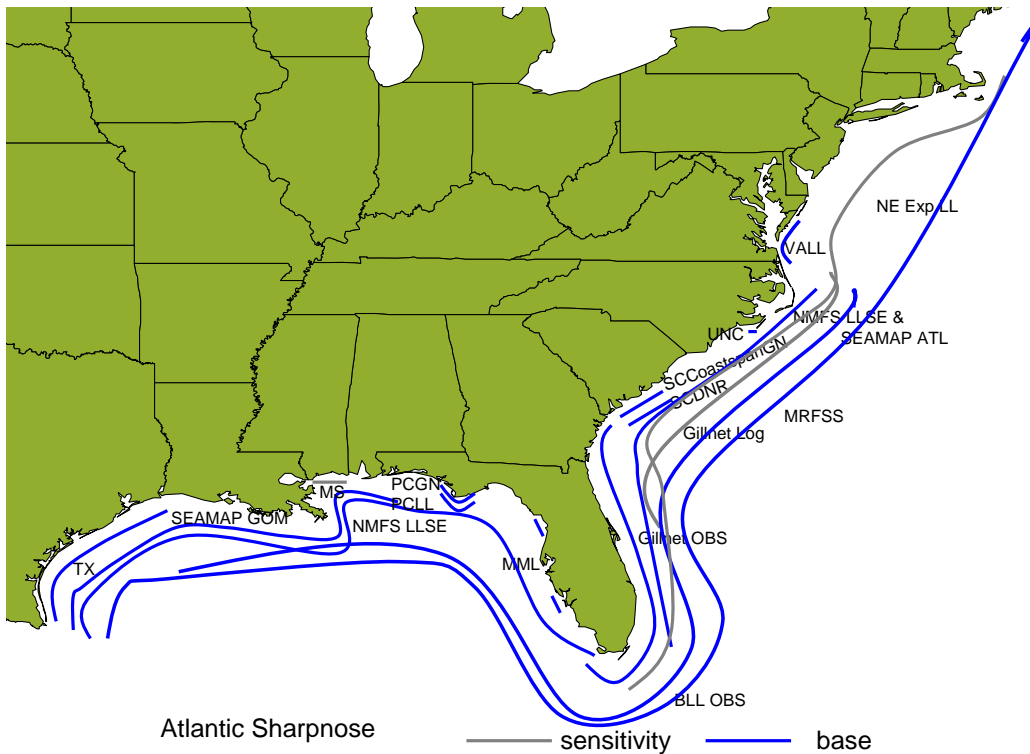 NE Exp LL
VALL
NMFS LLSE &
SEAMAP ATL
UNC
SCCoastspanGN
SCDNR
MRFSS
Gillnet Log
PCGN
MS
PCLL
SEAMAP GOM
NMFS LLSE
Gillnet OBS
MML
TX
BLL OBS
Atlantic Sharpnose
sensitivity
base